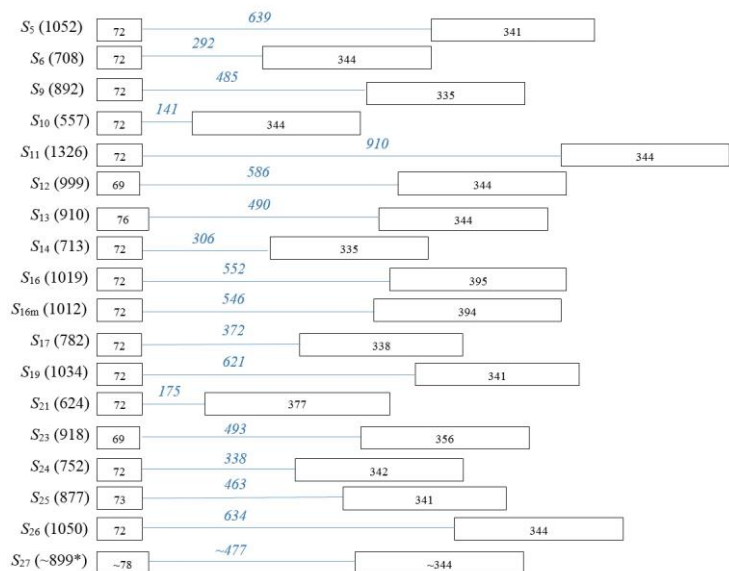 S5 (1052) 72 639 341
S6 (708) 72 292 344
S9 (892) 72 485 335
S10 (557) 72 141 344
S11 (1326) 72 910 344
S12 (999) 69 586 344
S13 (910) 76 490 344
S14 (713) 72 306 335
S16 (1019) 72 552 395
S16m (1012) 72 546 394
S17 (782) 72 372 338
S19 (1034) 72 621 341
S21 (624) 72 175 377
S23 (918) 69 493 356
S24 (752) 72 338 342
S25 (877) 73 463 341
S26 (1050) 72 634 344
S27 (~899*) ~78 ~477 ~344